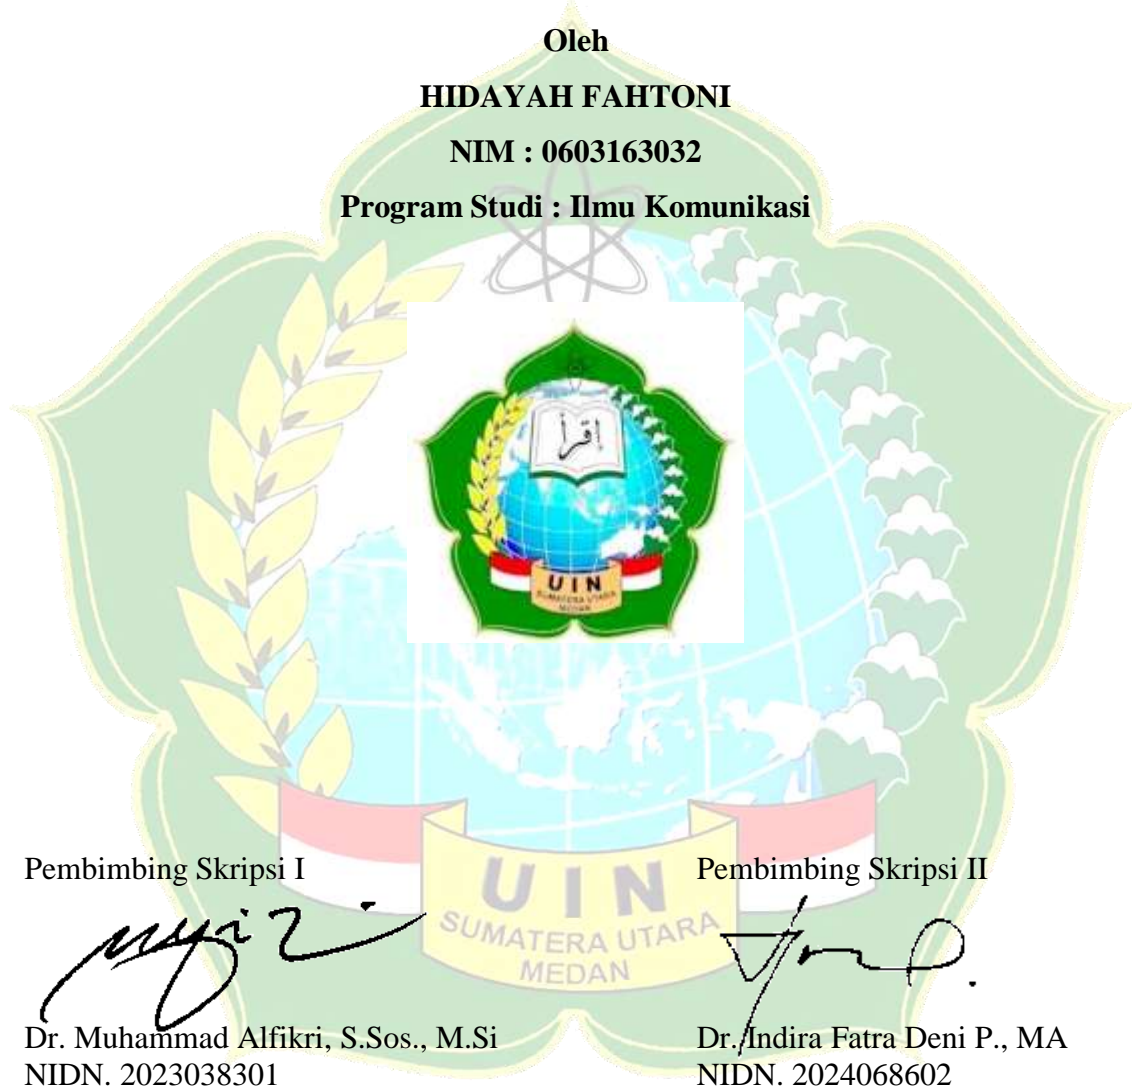 Oleh
HIDAYAH FAHTONI
NIM : 0603163032
Program Studi : Ilmu Komunikasi
اقرأ
UIN
SUMATERA UTARA
MEDAN
Pembimbing Skripsi I
Pembimbing Skripsi II
UIN
SUMATERA UTARA
MEDAN
Dr. Muhammad Alfikri, S.Sos., M.Si
Dr. Indira Fatra Deni P., MA
NIDN. 2023038301
NIDN. 2024068602